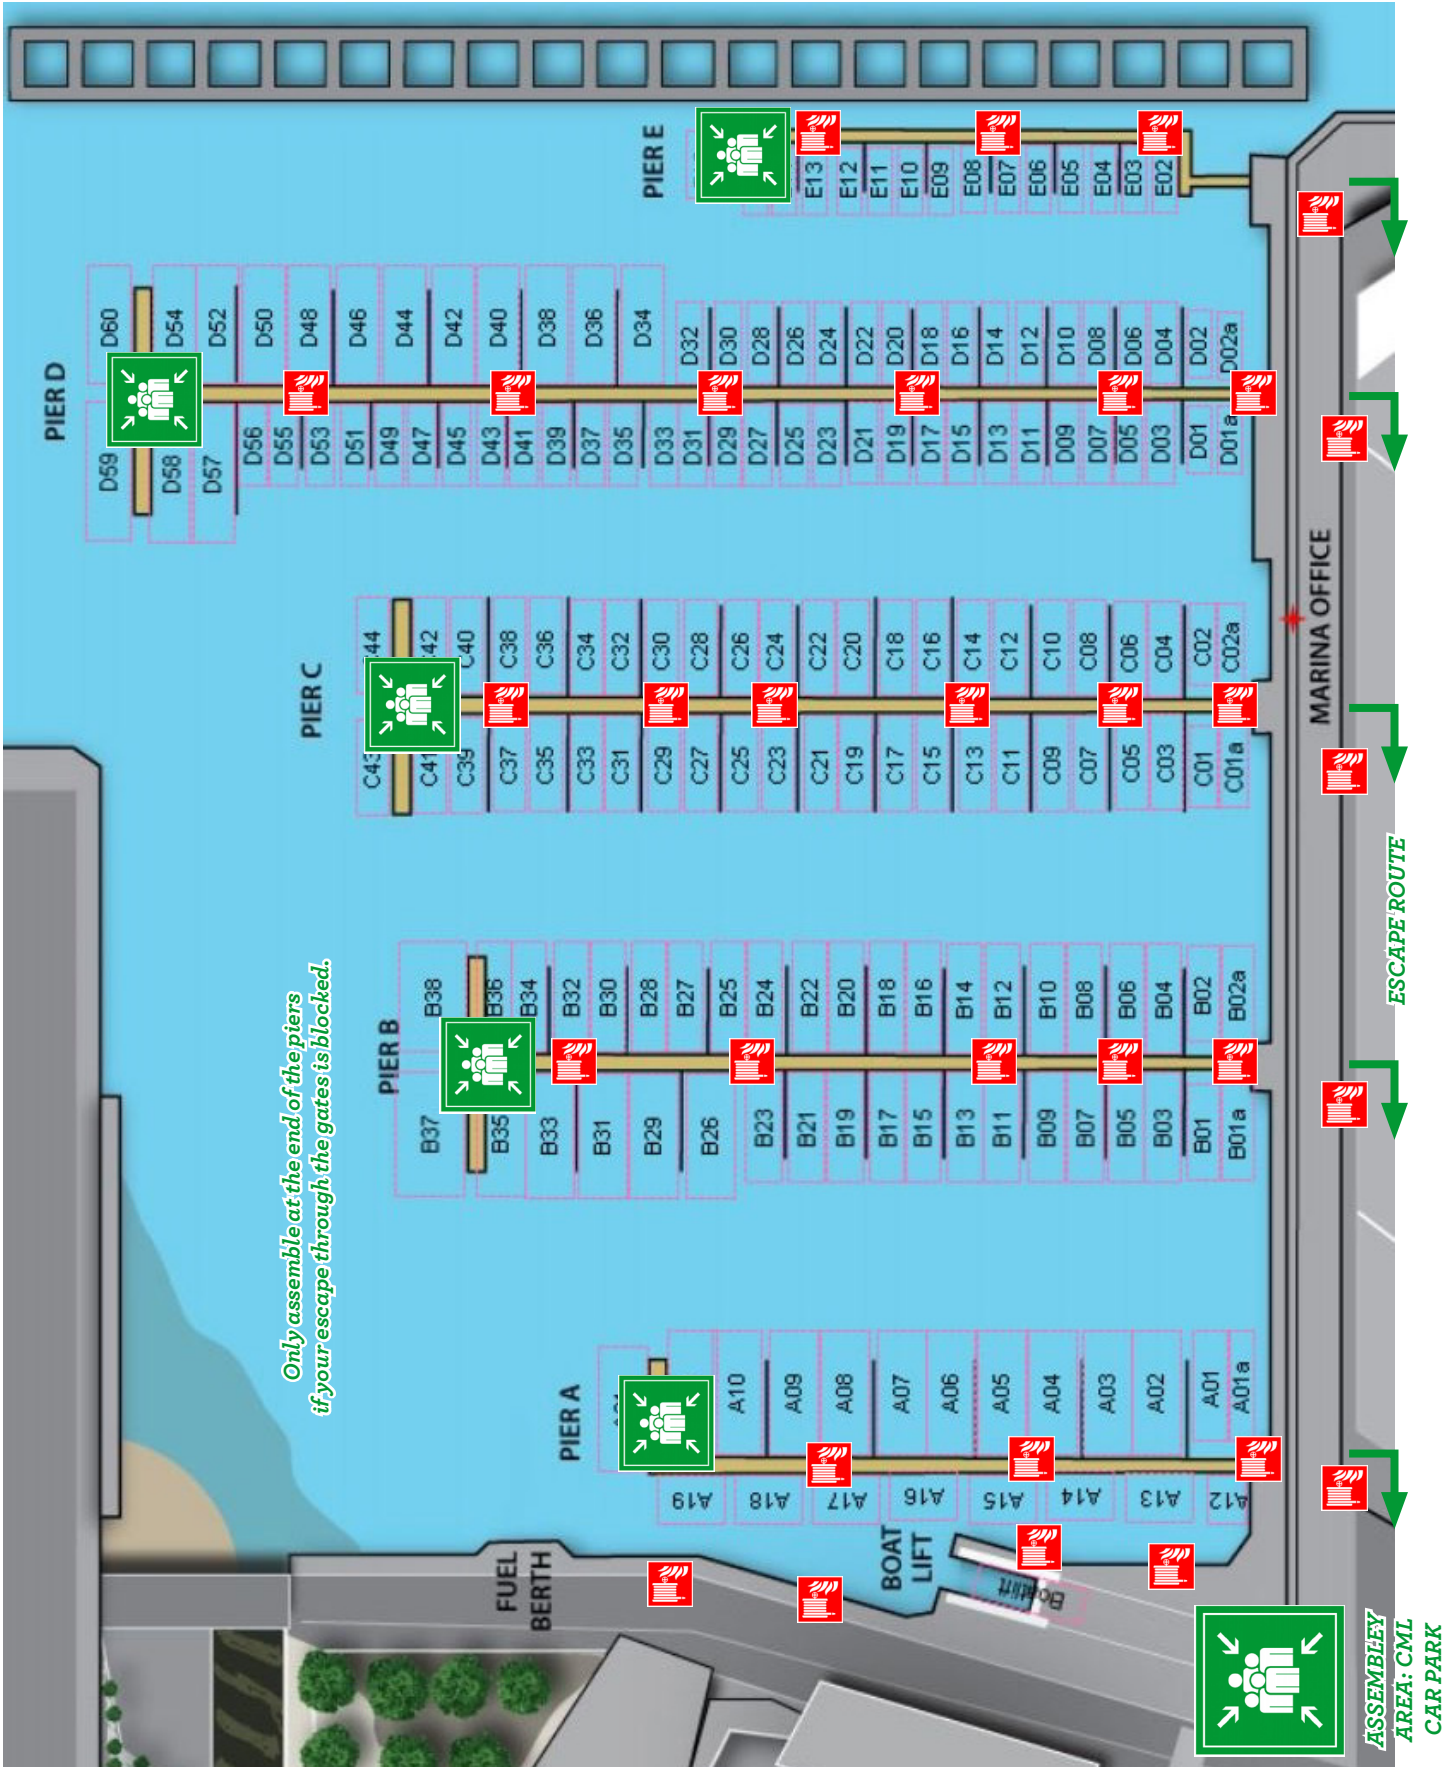 PIER E
E13
E12
E11
E10
E09
E08
E07
E06
E05
E04
E03
E02
PIER D
D60
D54
D52
D50
D48
D46
D44
D42
D40
D38
D36
D34
D32
D30
D28
D26
D24
D22
D20
D18
D16
D14
D12
D10
D08
D06
D04
D02
D02a
D59
D58
D57
D56
D55
D53
D51
D49
D47
D45
D43
D41
D39
D37
D35
D33
D31
D29
D27
D25
D23
D21
D19
D17
D15
D13
D11
D09
D07
D05
D03
D01
D01a
PIER C
C40
C38
C36
C34
C32
C30
C28
C26
C24
C22
C20
C18
C16
C14
C12
C10
C08
C06
C04
C02
C02a
C43
C41
C39
C37
C35
C33
C31
C29
C27
C25
C23
C21
C19
C17
C15
C13
C11
C09
C07
C05
C03
C01
C01a
MARINA OFFICE
PIER B
B38
B36
B34
B32
B30
B28
B27
B25
B24
B22
B20
B18
B16
B14
B12
B10
B08
B06
B04
B02
B02a
B37
B35
B33
B31
B29
B26
B23
B21
B19
B17
B15
B13
B11
B09
B07
B05
B03
B01
B01a
ESCAPE ROUTE
Only assemble at the end of the piers
if your escape through the gates is blocked.
PIER A
A10
A09
A08
A07
A06
A05
A04
A03
A02
A01
A01a
A19
A18
A17
A16
A15
A14
A13
A12
FUEL
BERTH
BOAT
LIFT
Boatlift
ASSEMBLEY
AREA: CML
CAR PARK